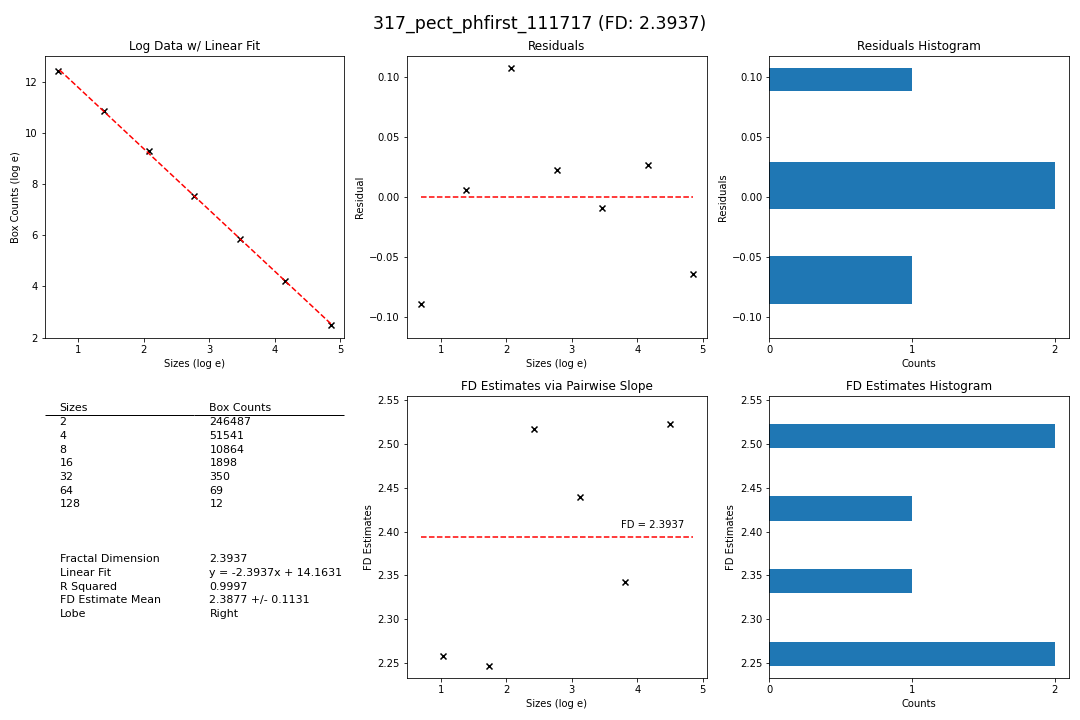 317_pect_phfirst_111717 (FD: 2.3937)
Log Data w/ Linear Fit
12
10
8
6
4
2
1
2
3
4
5
Box Counts (log e)
Sizes (log e)
Residuals
0.10
0.05
0.00
−0.05
−0.10
1
2
3
4
5
Residual
Sizes (log e)
Residuals Histogram
0.10
0.05
0.00
−0.05
−0.10
0
1
2
Residuals
Counts
Sizes Box Counts
2 246487
4 51541
8 10864
16 1898
32 350
64 69
128 12
Fractal Dimension 2.3937
Linear Fit y = -2.3937x + 14.1631
R Squared 0.9997
FD Estimate Mean 2.3877 +/- 0.1131
Lobe Right
FD Estimates via Pairwise Slope
2.55
2.50
2.45
2.40
2.35
2.30
2.25
FD = 2.3937
1
2
3
4
5
FD Estimates
Sizes (log e)
FD Estimates Histogram
2.55
2.50
2.45
2.40
2.35
2.30
2.25
0
1
2
FD Estimates
Counts